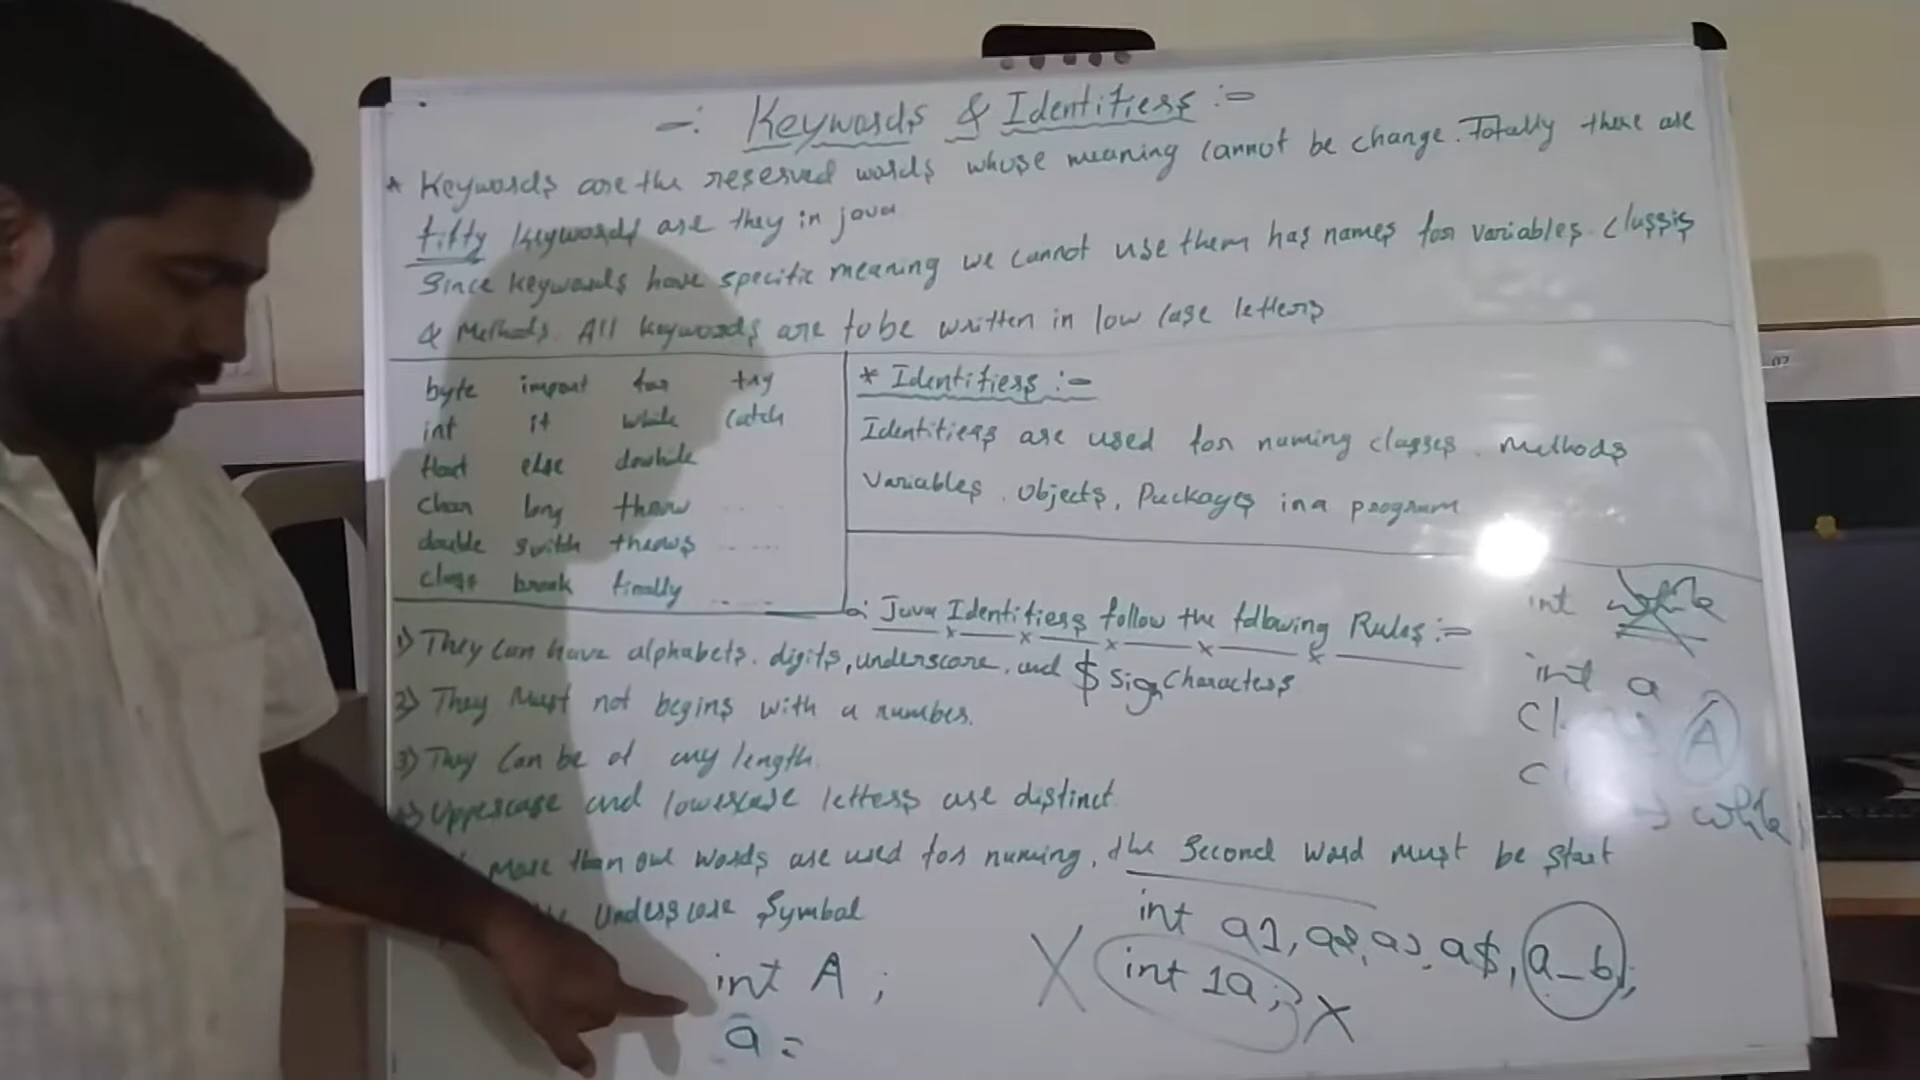 -: Keywords & Identifiers :-
* Keywords are the reserved words whose meaning cannot be change. Totally there are
fifty keywords are they in java
Since keywords have specific meaning we cannot use them has names for variables. classis
& Methods. All keywords are to be written in low case letters
byte import for try
int if while catch
float else dowhile
char long throw .....
double switch throws .....
class break finally .....
* Identifiers :-
Identifiers are used for naming classes, methods
variables, objects, Packages in a program
Java Identifiers follow the following Rules :-
1) They can have alphabets, digits, underscore, and $ sign characters
2) They must not begins with a number.
3) They can be of any length.
Uppercase and lowercase letters are distinct
more than one words are used for naming, the second word must be start
underscore symbol
int while
int a
A
→ while
int a1, a2, a3, a$, a_b;
X int 1a; X
int A ;
a =